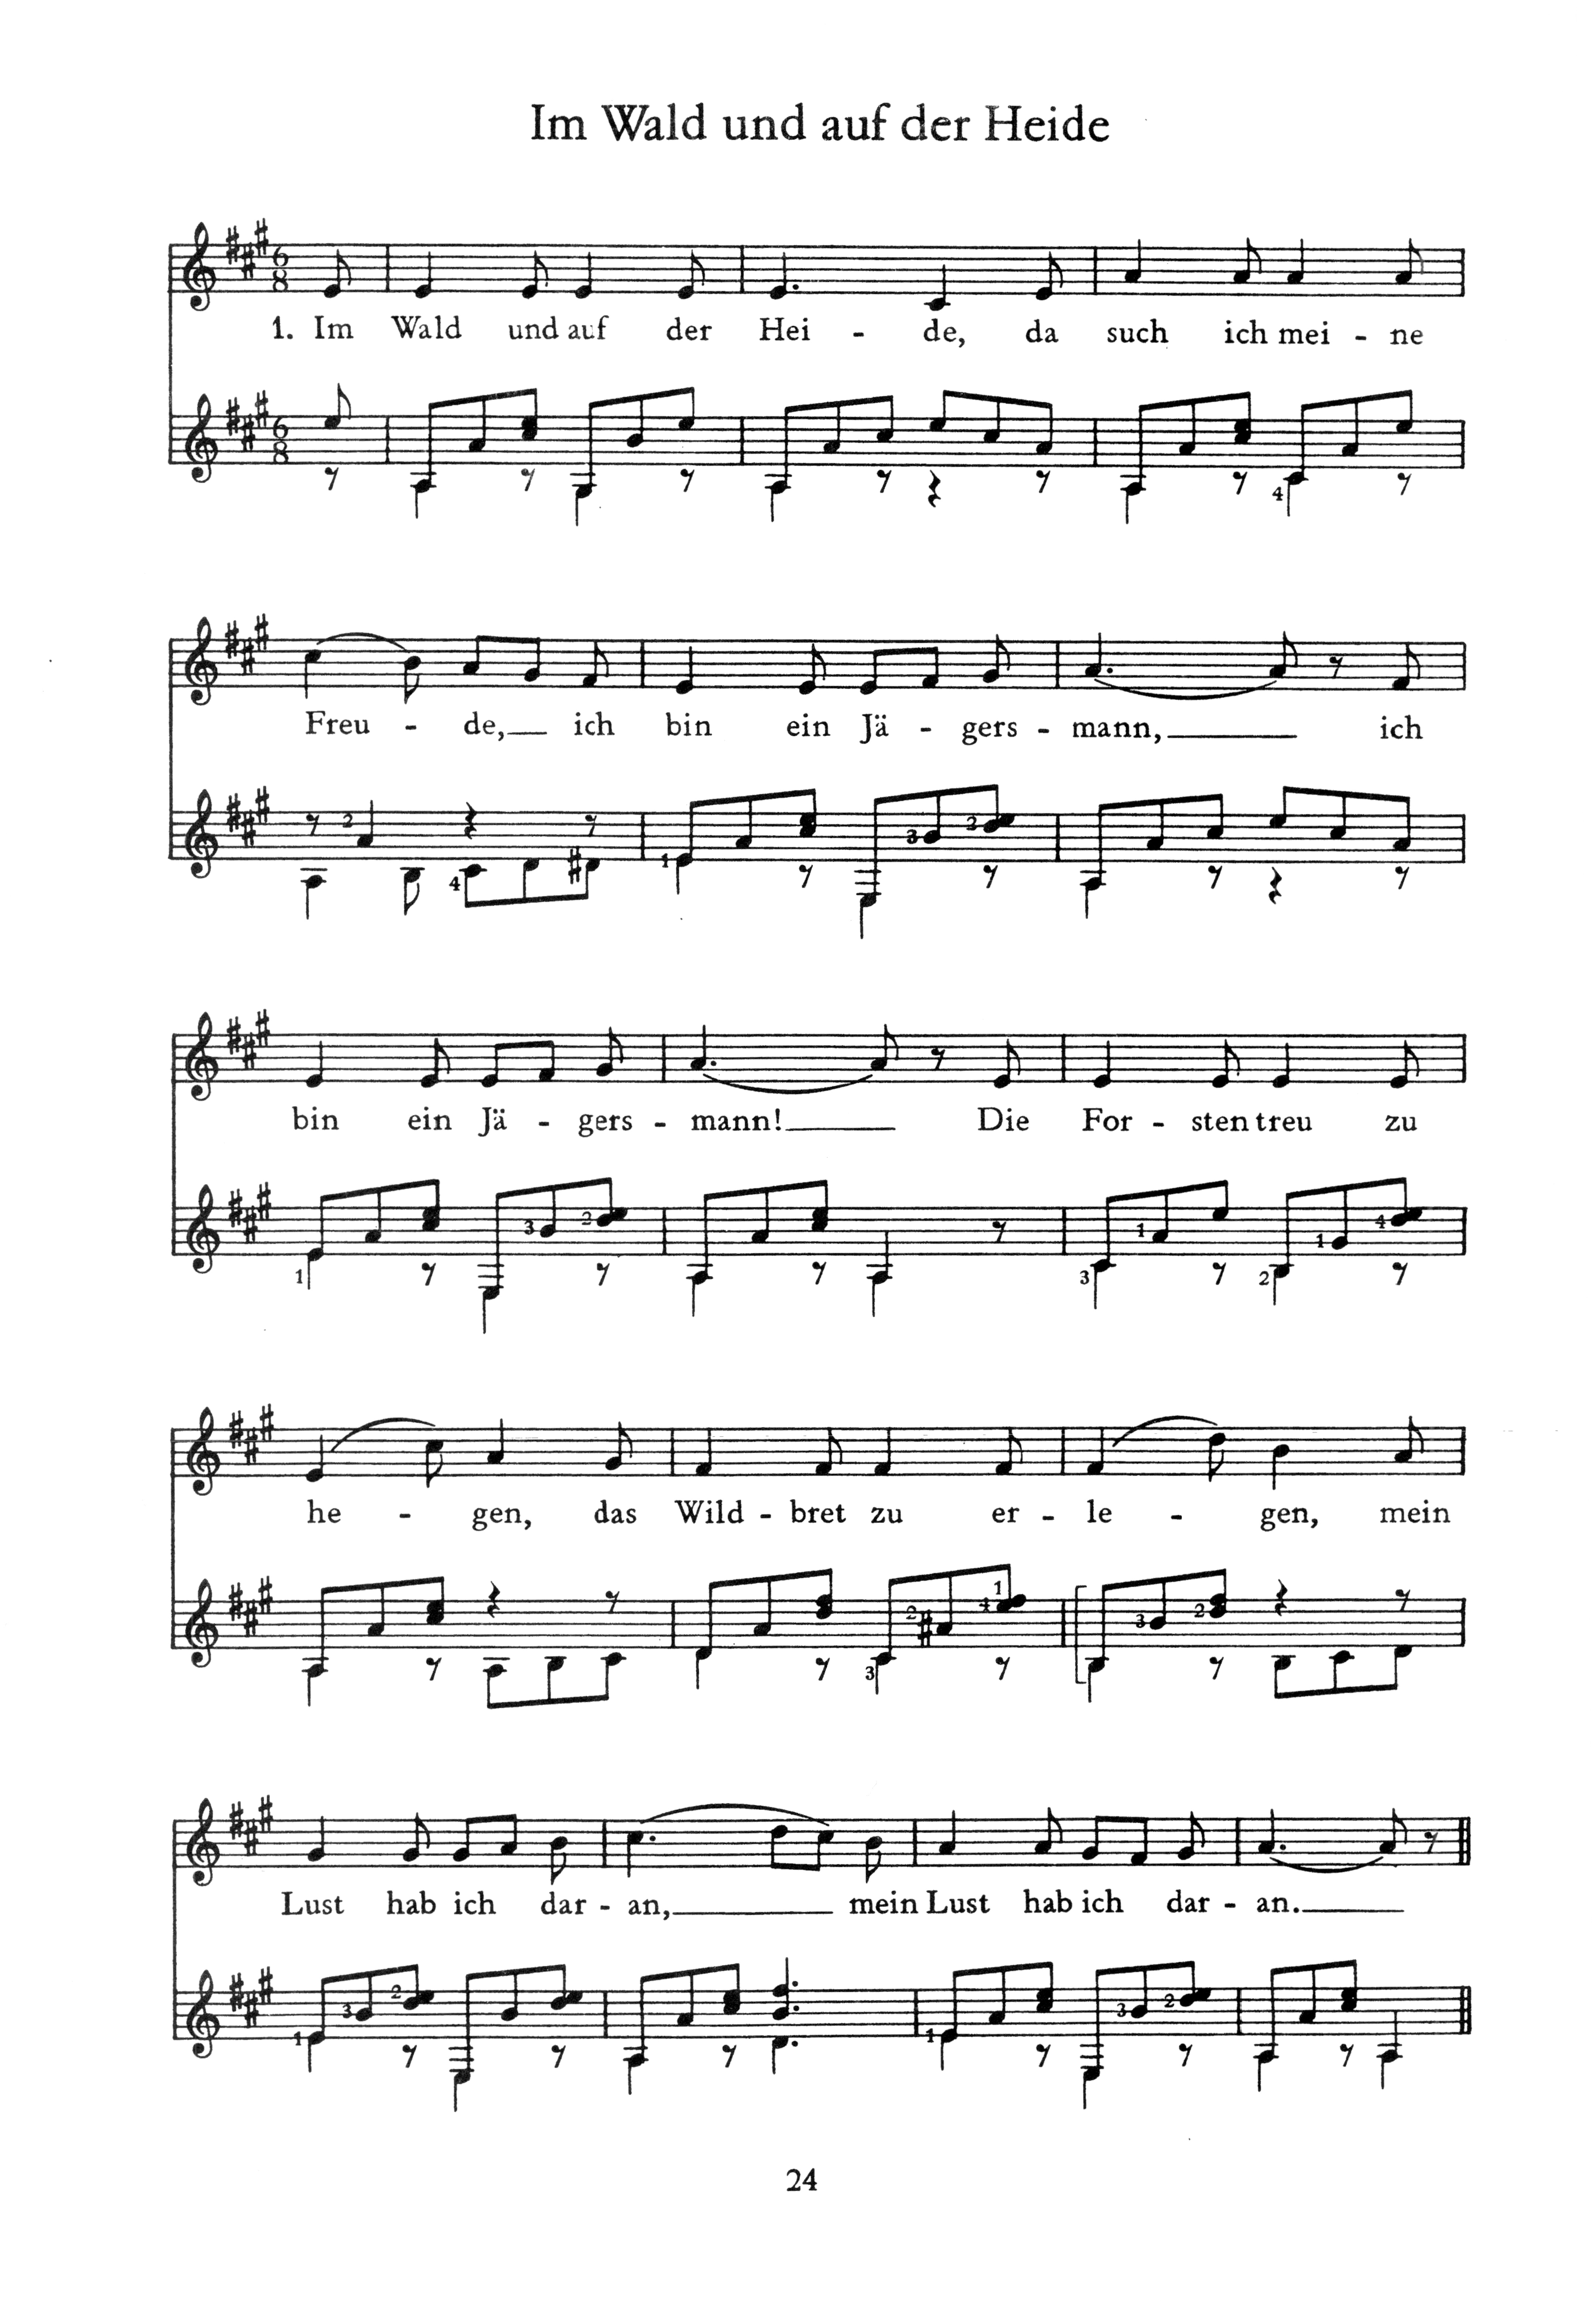 Im Wald und auf der Heide
1. Im Wald und auf der Hei - de, da such ich mei - ne
Freu - de, ich bin ein Jä - gers - mann, ich
bin ein Jä - gers - mann! Die For - sten treu zu
he - gen, das Wild - bret zu er - le - gen, mein
Lust hab ich dar - an, mein Lust hab ich dar - an.
24